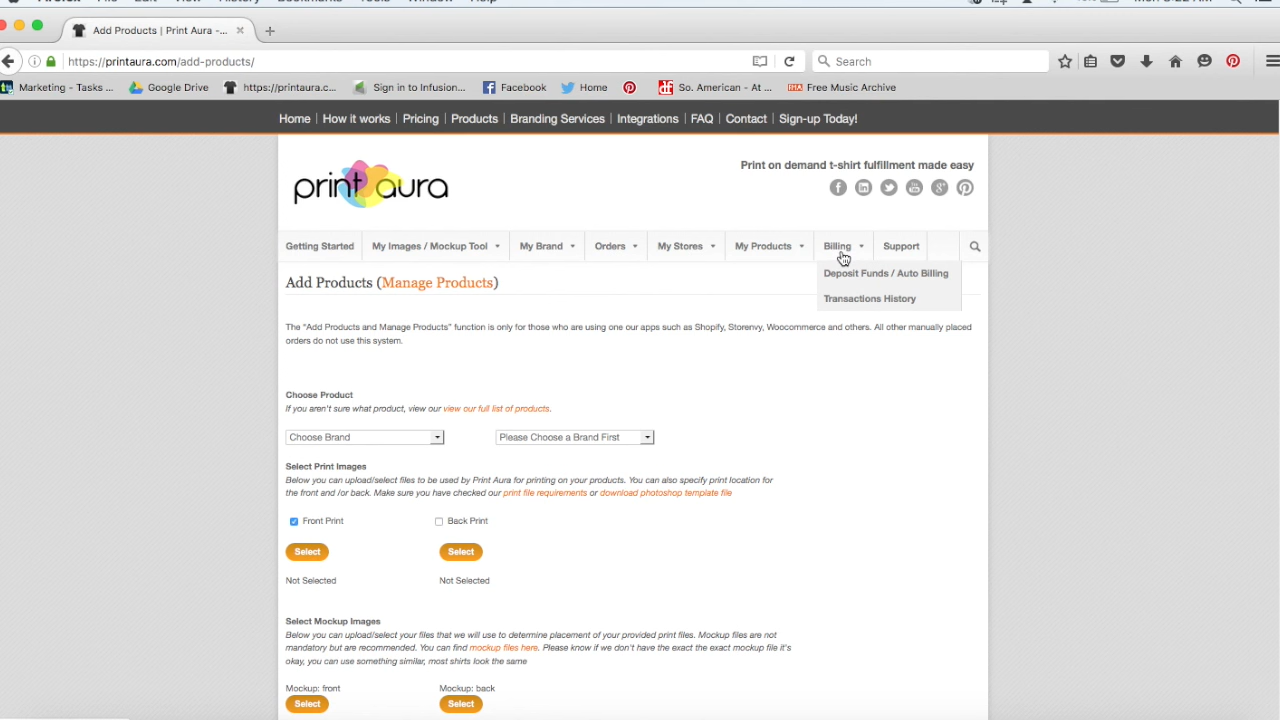 Add Products | Print Aura -...
https://printaura.com/add-products/
Search
Marketing - Tasks ...
Google Drive
https://printaura.c...
Sign in to Infusion...
Facebook
Home
So. American - At ...
Free Music Archive
Home
How it works
Pricing
Products
Branding Services
Integrations
FAQ
Contact
Sign-up Today!
print aura
Print on demand t-shirt fulfillment made easy
Getting Started
My Images / Mockup Tool
My Brand
Orders
My Stores
My Products
Billing
Support
Deposit Funds / Auto Billing
Transactions History
Add Products (Manage Products)
The "Add Products and Manage Products" function is only for those who are using one our apps such as Shopify, Storenvy, Woocommerce and others. All other manually placed
orders do not use this system.
Choose Product
If you aren't sure what product, view our view our full list of products.
Choose Brand
Please Choose a Brand First
Select Print Images
Below you can upload/select files to be used by Print Aura for printing on your products. You can also specify print location for
the front and /or back. Make sure you have checked our print file requirements or download photoshop template file
Front Print
Back Print
Select
Select
Not Selected
Not Selected
Select Mockup Images
Below you can upload/select your files that we will use to determine placement of your provided print files. Mockup files are not
mandatory but are recommended. You can find mockup files here. Please know if we don't have the exact the exact mockup file it's
okay, you can use something similar, most shirts look the same
Mockup: front
Mockup: back
Select
Select